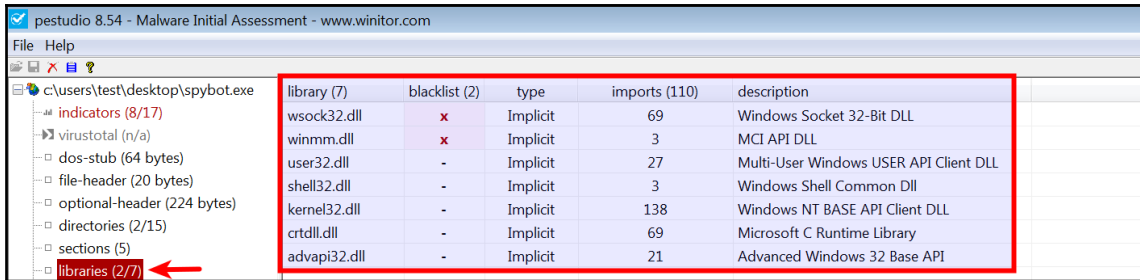 pestudio 8.54 - Malware Initial Assessment - www.winitor.com
File Help
c:\users\test\desktop\spybot.exe
indicators (8/17)
virustotal (n/a)
dos-stub (64 bytes)
file-header (20 bytes)
optional-header (224 bytes)
directories (2/15)
sections (5)
libraries (2/7)
library (7) blacklist (2) type imports (110) description
wsock32.dll x Implicit 69 Windows Socket 32-Bit DLL
winmm.dll x Implicit 3 MCI API DLL
user32.dll - Implicit 27 Multi-User Windows USER API Client DLL
shell32.dll - Implicit 3 Windows Shell Common Dll
kernel32.dll - Implicit 138 Windows NT BASE API Client DLL
crtdll.dll - Implicit 69 Microsoft C Runtime Library
advapi32.dll - Implicit 21 Advanced Windows 32 Base API